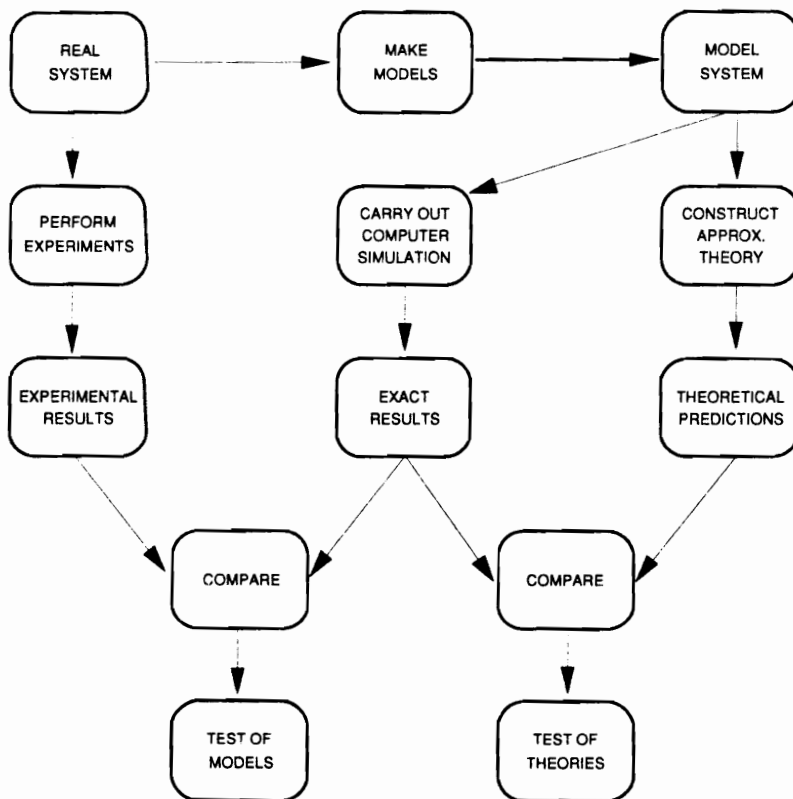 REAL
SYSTEM
MAKE
MODELS
MODEL
SYSTEM
PERFORM
EXPERIMENTS
CARRY OUT
COMPUTER
SIMULATION
CONSTRUCT
APPROX.
THEORY
EXPERIMENTAL
RESULTS
EXACT
RESULTS
THEORETICAL
PREDICTIONS
COMPARE
COMPARE
TEST OF
MODELS
TEST OF
THEORIES